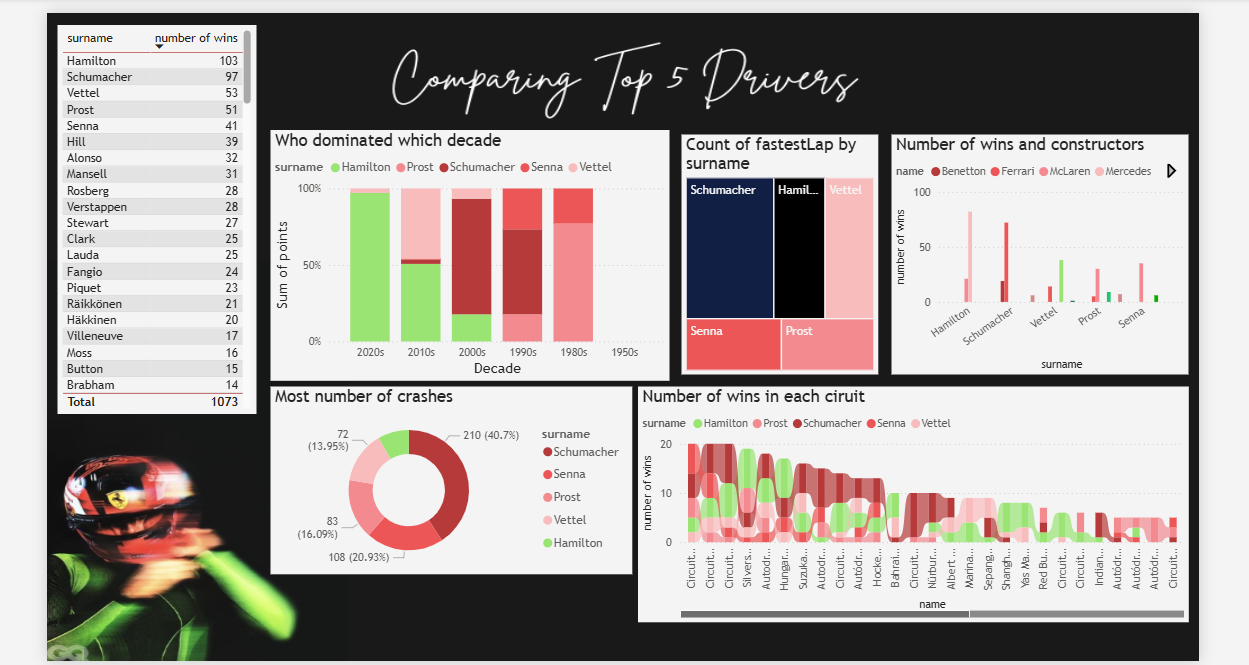 surname number of wins
Hamilton 103
Schumacher 97
Vettel 53
Prost 51
Senna 41
Hill 39
Alonso 32
Mansell 31
Rosberg 28
Verstappen 28
Stewart 27
Clark 25
Lauda 25
Fangio 24
Piquet 23
Räikkönen 21
Häkkinen 20
Villeneuve 17
Moss 16
Button 15
Brabham 14
Total 1073
Comparing Top 5 Drivers
Who dominated which decade
surname Hamilton Prost Schumacher Senna Vettel
Sum of points
100%
50%
0%
2020s 2010s 2000s 1990s 1980s 1950s
Decade
Count of fastestLap by
surname
Schumacher Hamil... Vettel
Senna Prost
Number of wins and constructors
name Benetton Ferrari McLaren Mercedes
number of wins
100
50
0
Hamilton Schumacher Vettel Prost Senna
surname
Most number of crashes
210 (40.7%)
108 (20.93%)
83
(16.09%)
72
(13.95%)
surname
Schumacher
Senna
Prost
Vettel
Hamilton
Number of wins in each ciruit
surname Hamilton Prost Schumacher Senna Vettel
number of wins
20
10
0
Circuit... Circuit... Circuit... Silvers... Autodr... Hungar... Suzuka... Autodr... Circuit... Autódr... Hocke... Bahrai... Circuit... Nürbur... Albert ... Marina... Sepang... Shangh... Yas Ma... Red Bu... Circuit... Circuit... Indian... Autódr... Autódr... Autódr... Circuit...
name
GQ